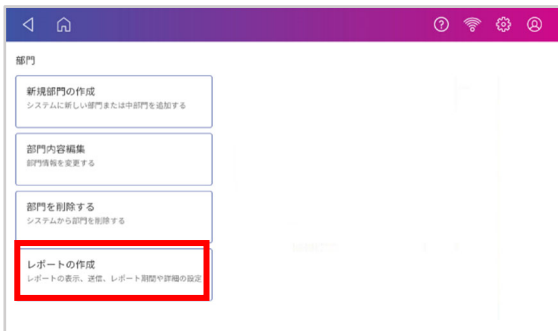 部門
新規部門の作成
システムに新しい部門または中部門を追加する
部門内容編集
部門情報を変更する
部門を削除する
システムから部門を削除する
レポートの作成
レポートの表示、送信、レポート期間や詳細の設定